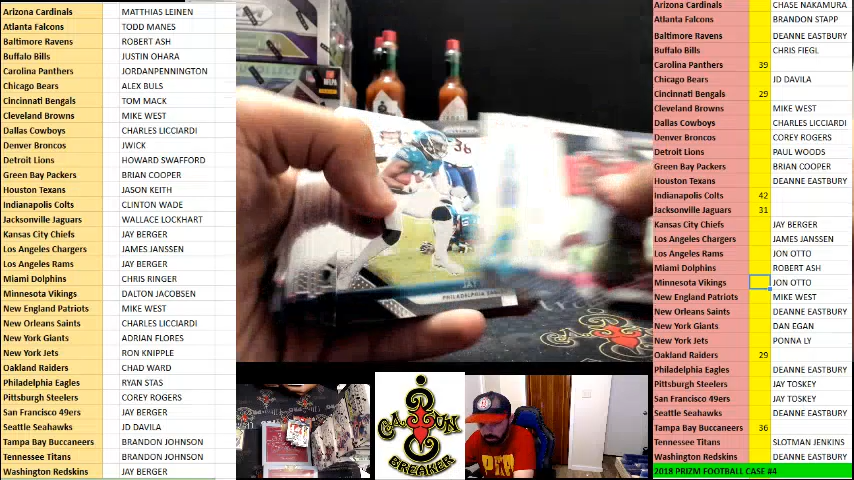 Arizona Cardinals MATTHIAS LEINEN
Atlanta Falcons TODD MANES
Baltimore Ravens ROBERT ASH
Buffalo Bills JUSTIN OHARA
Carolina Panthers JORDANPENNINGTON
Chicago Bears ALEX BULS
Cincinnati Bengals TOM MACK
Cleveland Browns MIKE WEST
Dallas Cowboys CHARLES LICCIARDI
Denver Broncos JWICK
Detroit Lions HOWARD SWAFFORD
Green Bay Packers BRIAN COOPER
Houston Texans JASON KEITH
Indianapolis Colts CLINTON WADE
Jacksonville Jaguars WALLACE LOCKHART
Kansas City Chiefs JAY BERGER
Los Angeles Chargers JAMES JANSSEN
Los Angeles Rams JAY BERGER
Miami Dolphins CHRIS RINGER
Minnesota Vikings DALTON JACOBSEN
New England Patriots MIKE WEST
New Orleans Saints CHARLES LICCIARDI
New York Giants ADRIAN FLORES
New York Jets RON KNIPPLE
Oakland Raiders CHAD WARD
Philadelphia Eagles RYAN STAS
Pittsburgh Steelers COREY ROGERS
San Francisco 49ers JAY BERGER
Seattle Seahawks JD DAVILA
Tampa Bay Buccaneers BRANDON JOHNSON
Tennessee Titans BRANDON JOHNSON
Washington Redskins JAY BERGER
36
JAY
PHILADELPHIA
BREAKER
Arizona Cardinals CHASE NAKAMURA
Atlanta Falcons BRANDON STAPP
Baltimore Ravens DEANNE EASTBURY
Buffalo Bills CHRIS FIEGL
Carolina Panthers 39
Chicago Bears JD DAVILA
Cincinnati Bengals 29
Cleveland Browns MIKE WEST
Dallas Cowboys CHARLES LICCIARDI
Denver Broncos COREY ROGERS
Detroit Lions PAUL WOODS
Green Bay Packers BRIAN COOPER
Houston Texans DEANNE EASTBURY
Indianapolis Colts 42
Jacksonville Jaguars 31
Kansas City Chiefs JAY BERGER
Los Angeles Chargers JAMES JANSSEN
Los Angeles Rams JON OTTO
Miami Dolphins ROBERT ASH
Minnesota Vikings JON OTTO
New England Patriots MIKE WEST
New Orleans Saints DEANNE EASTBURY
New York Giants DAN EGAN
New York Jets PONNA LY
Oakland Raiders 29
Philadelphia Eagles DEANNE EASTBURY
Pittsburgh Steelers JAY TOSKEY
San Francisco 49ers JAY TOSKEY
Seattle Seahawks DEANNE EASTBURY
Tampa Bay Buccaneers 36
Tennessee Titans SLOTMAN JENKINS
Washington Redskins DEANNE EASTBURY
2018 PRIZM FOOTBALL CASE #4